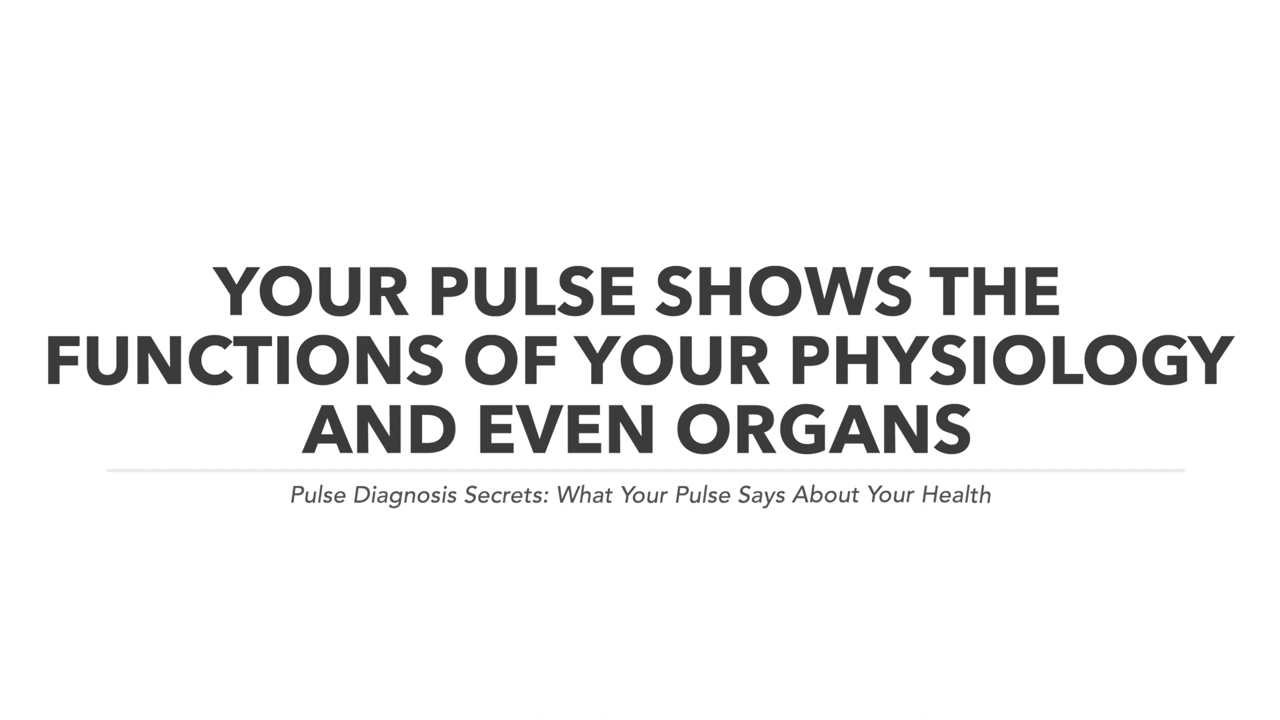 YOUR PULSE SHOWS THE
FUNCTIONS OF YOUR PHYSIOLOGY
AND EVEN ORGANS
Pulse Diagnosis Secrets: What Your Pulse Says About Your Health